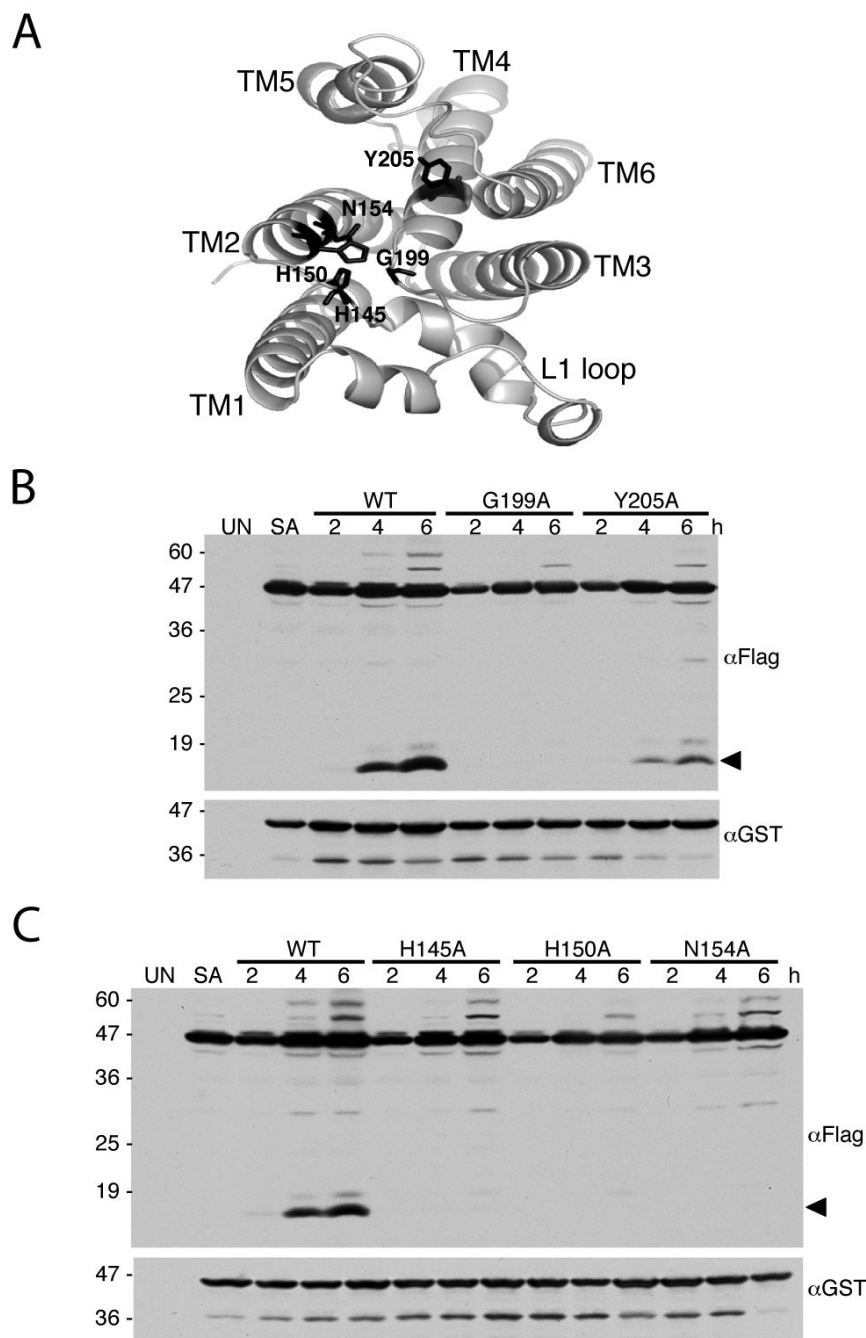 A
TM5
TM4
Y205
TM6
N154
TM2
G199
TM3
H150
H145
L1 loop
TM1
B
WT G199A Y205A
UN SA 2 4 6 2 4 6 2 4 6 h
60 -
47 -
36 -
αFlag
25 -
19 -
47 -
αGST
36 -
C
WT H145A H150A N154A
UN SA 2 4 6 2 4 6 2 4 6 2 4 6 h
60 -
47 -
36 -
25 -
αFlag
19 -
47 -
αGST
36 -